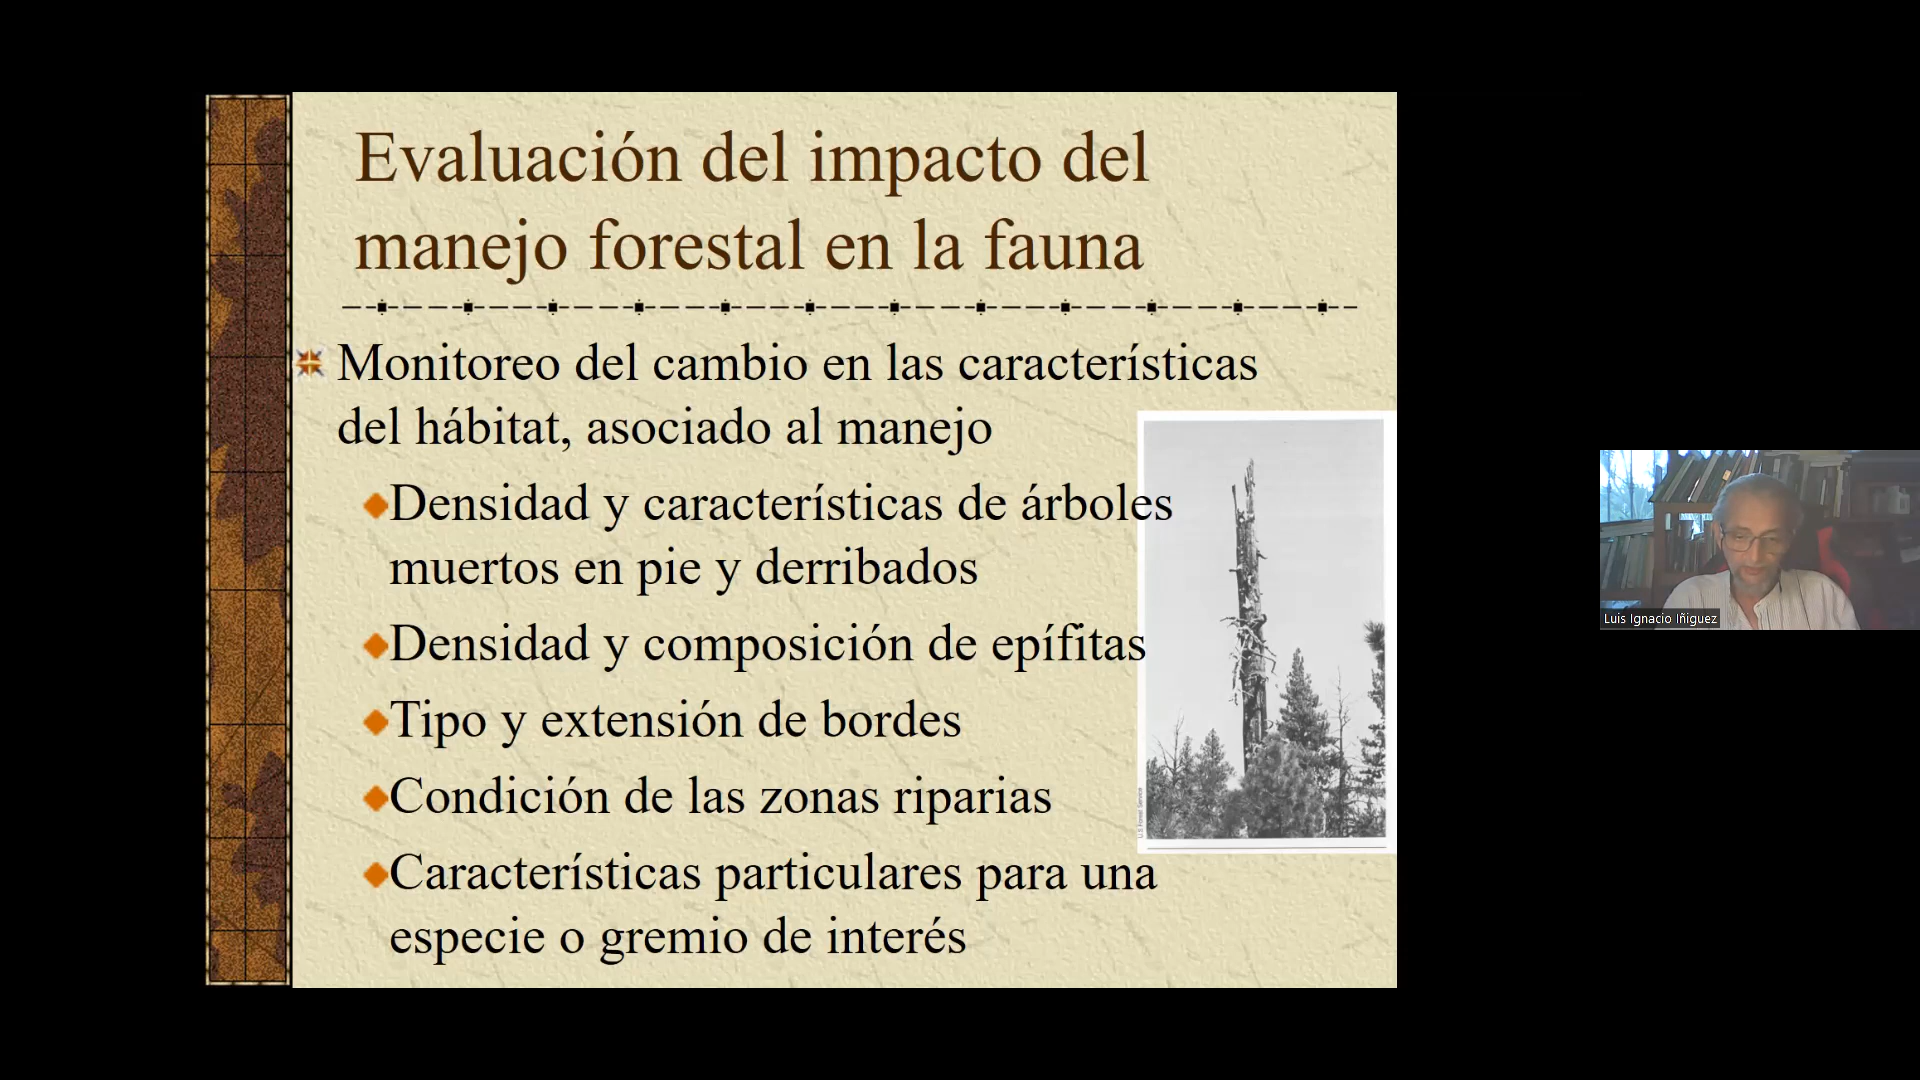 Evaluación del impacto del
manejo forestal en la fauna
Monitoreo del cambio en las características
del hábitat, asociado al manejo
Densidad y características de árboles
muertos en pie y derribados
Densidad y composición de epífitas
Tipo y extensión de bordes
Condición de las zonas riparias
Características particulares para una
especie o gremio de interés
U.S Forest Service
Luis Ignacio Iñiguez